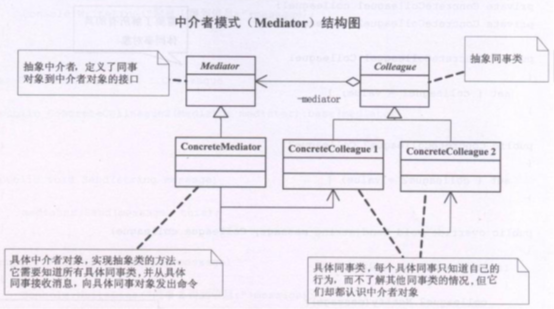 中介者模式（Mediator）结构图
抽象中介者，定义了同事
对象到中介者对象的接口
Mediator
Colleague
抽象同事类
-mediator
ConcreteMediator
ConcreteColleague 1
ConcreteColleague 2
具体中介者对象，实现抽象类的方法，
它需要知道所有具体同事类，并从具体
同事接收消息，向具体同事对象发出命令
具体同事类，每个具体同事只知道自己的
行为，而不了解其他同事类的情况，但它
们却都认识中介者对象